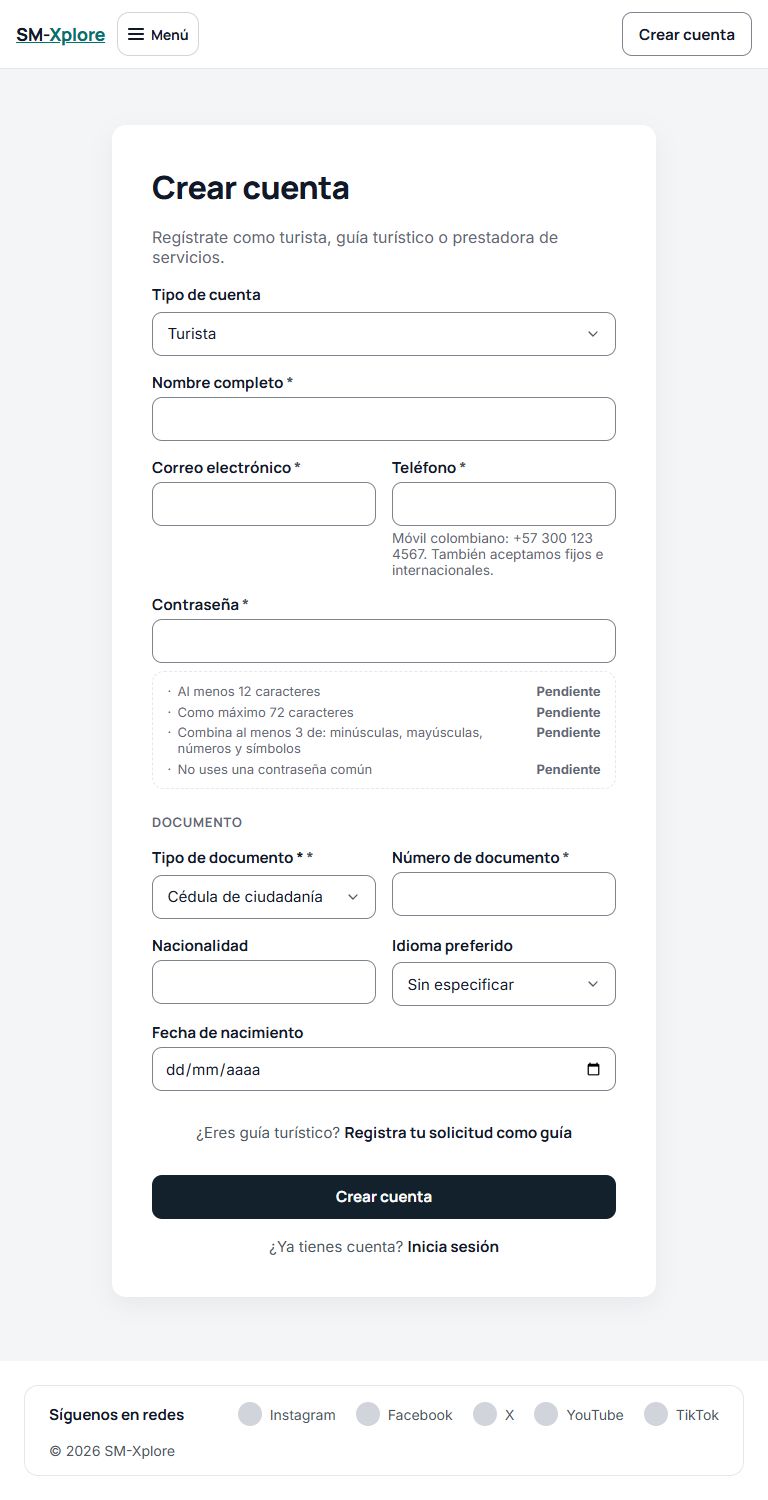 SM-Xplore
Menú
Crear cuenta
Crear cuenta
Regístrate como turista, guía turístico o prestadora de
servicios.
Tipo de cuenta
Turista
Nombre completo *
Correo electrónico *
Teléfono *
Móvil colombiano: +57 300 123
4567. También aceptamos fijos e
internacionales.
Contraseña *
· Al menos 12 caracteres Pendiente
· Como máximo 72 caracteres Pendiente
· Combina al menos 3 de: minúsculas, mayúsculas, Pendiente
números y símbolos
· No uses una contraseña común Pendiente
DOCUMENTO
Tipo de documento * *
Número de documento *
Cédula de ciudadanía
Nacionalidad
Idioma preferido
Sin especificar
Fecha de nacimiento
dd/mm/aaaa
¿Eres guía turístico? Registra tu solicitud como guía
Crear cuenta
¿Ya tienes cuenta? Inicia sesión
Síguenos en redes
Instagram
Facebook
X
YouTube
TikTok
© 2026 SM-Xplore